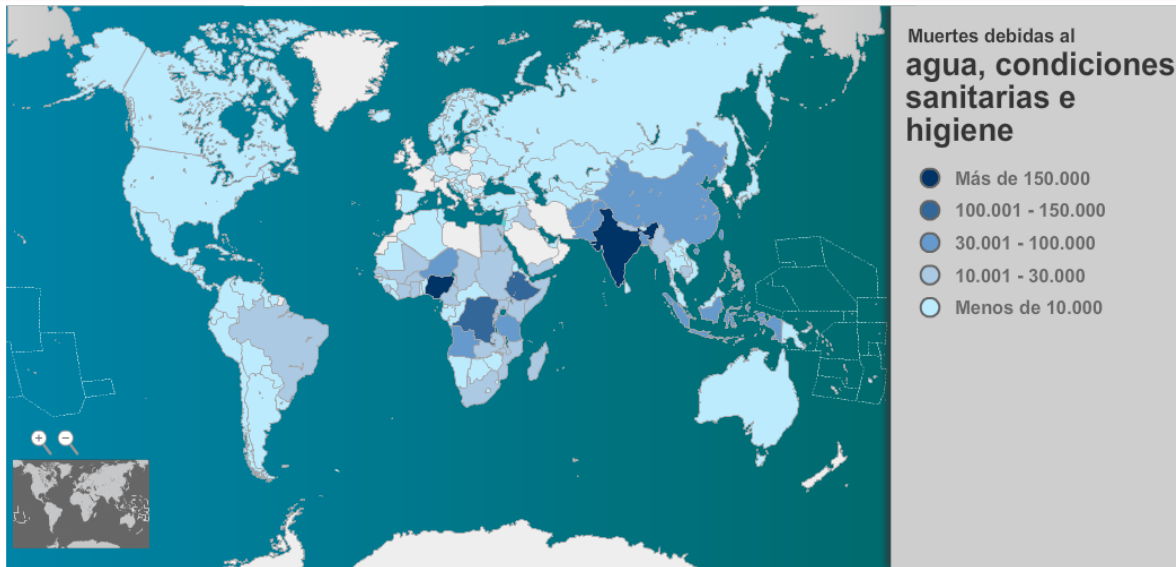 Muertes debidas al
agua, condiciones
sanitarias e
higiene
Más de 150.000
100.001 - 150.000
30.001 - 100.000
10.001 - 30.000
Menos de 10.000